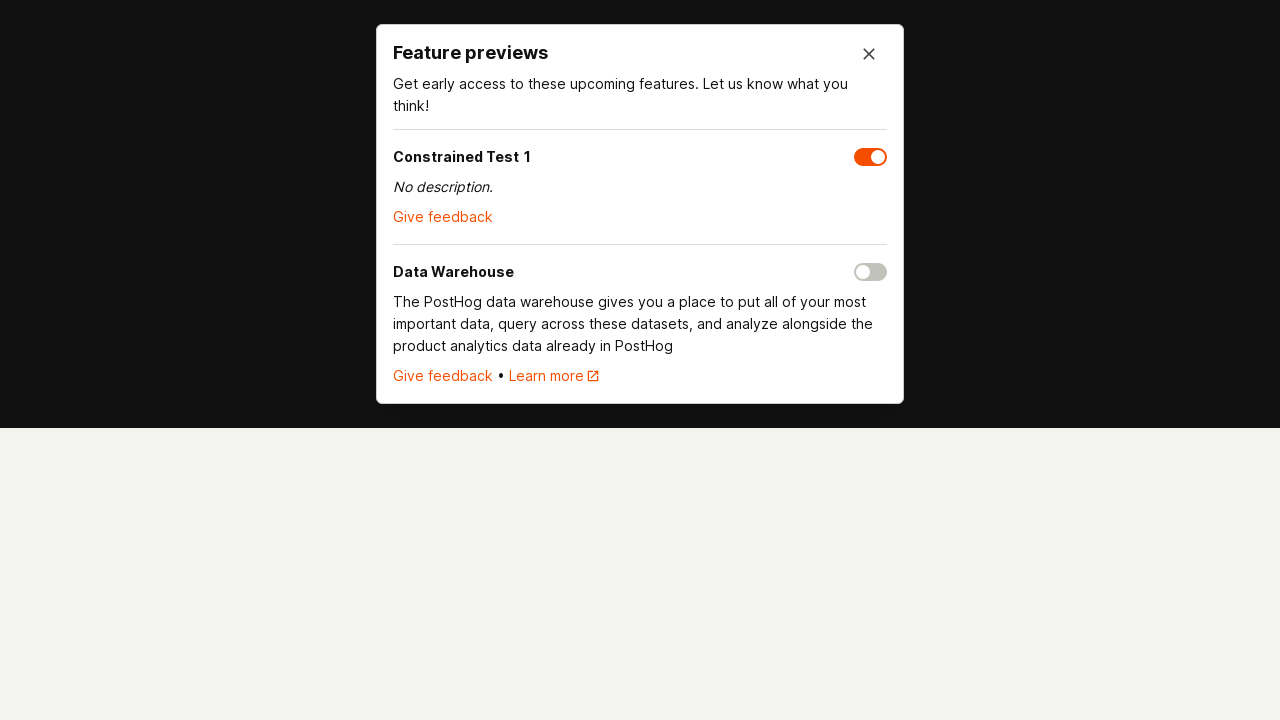 Feature previews
Get early access to these upcoming features. Let us know what you
think!
Constrained Test 1
No description.
Give feedback
Data Warehouse
The PostHog data warehouse gives you a place to put all of your most
important data, query across these datasets, and analyze alongside the
product analytics data already in PostHog
Give feedback • Learn more